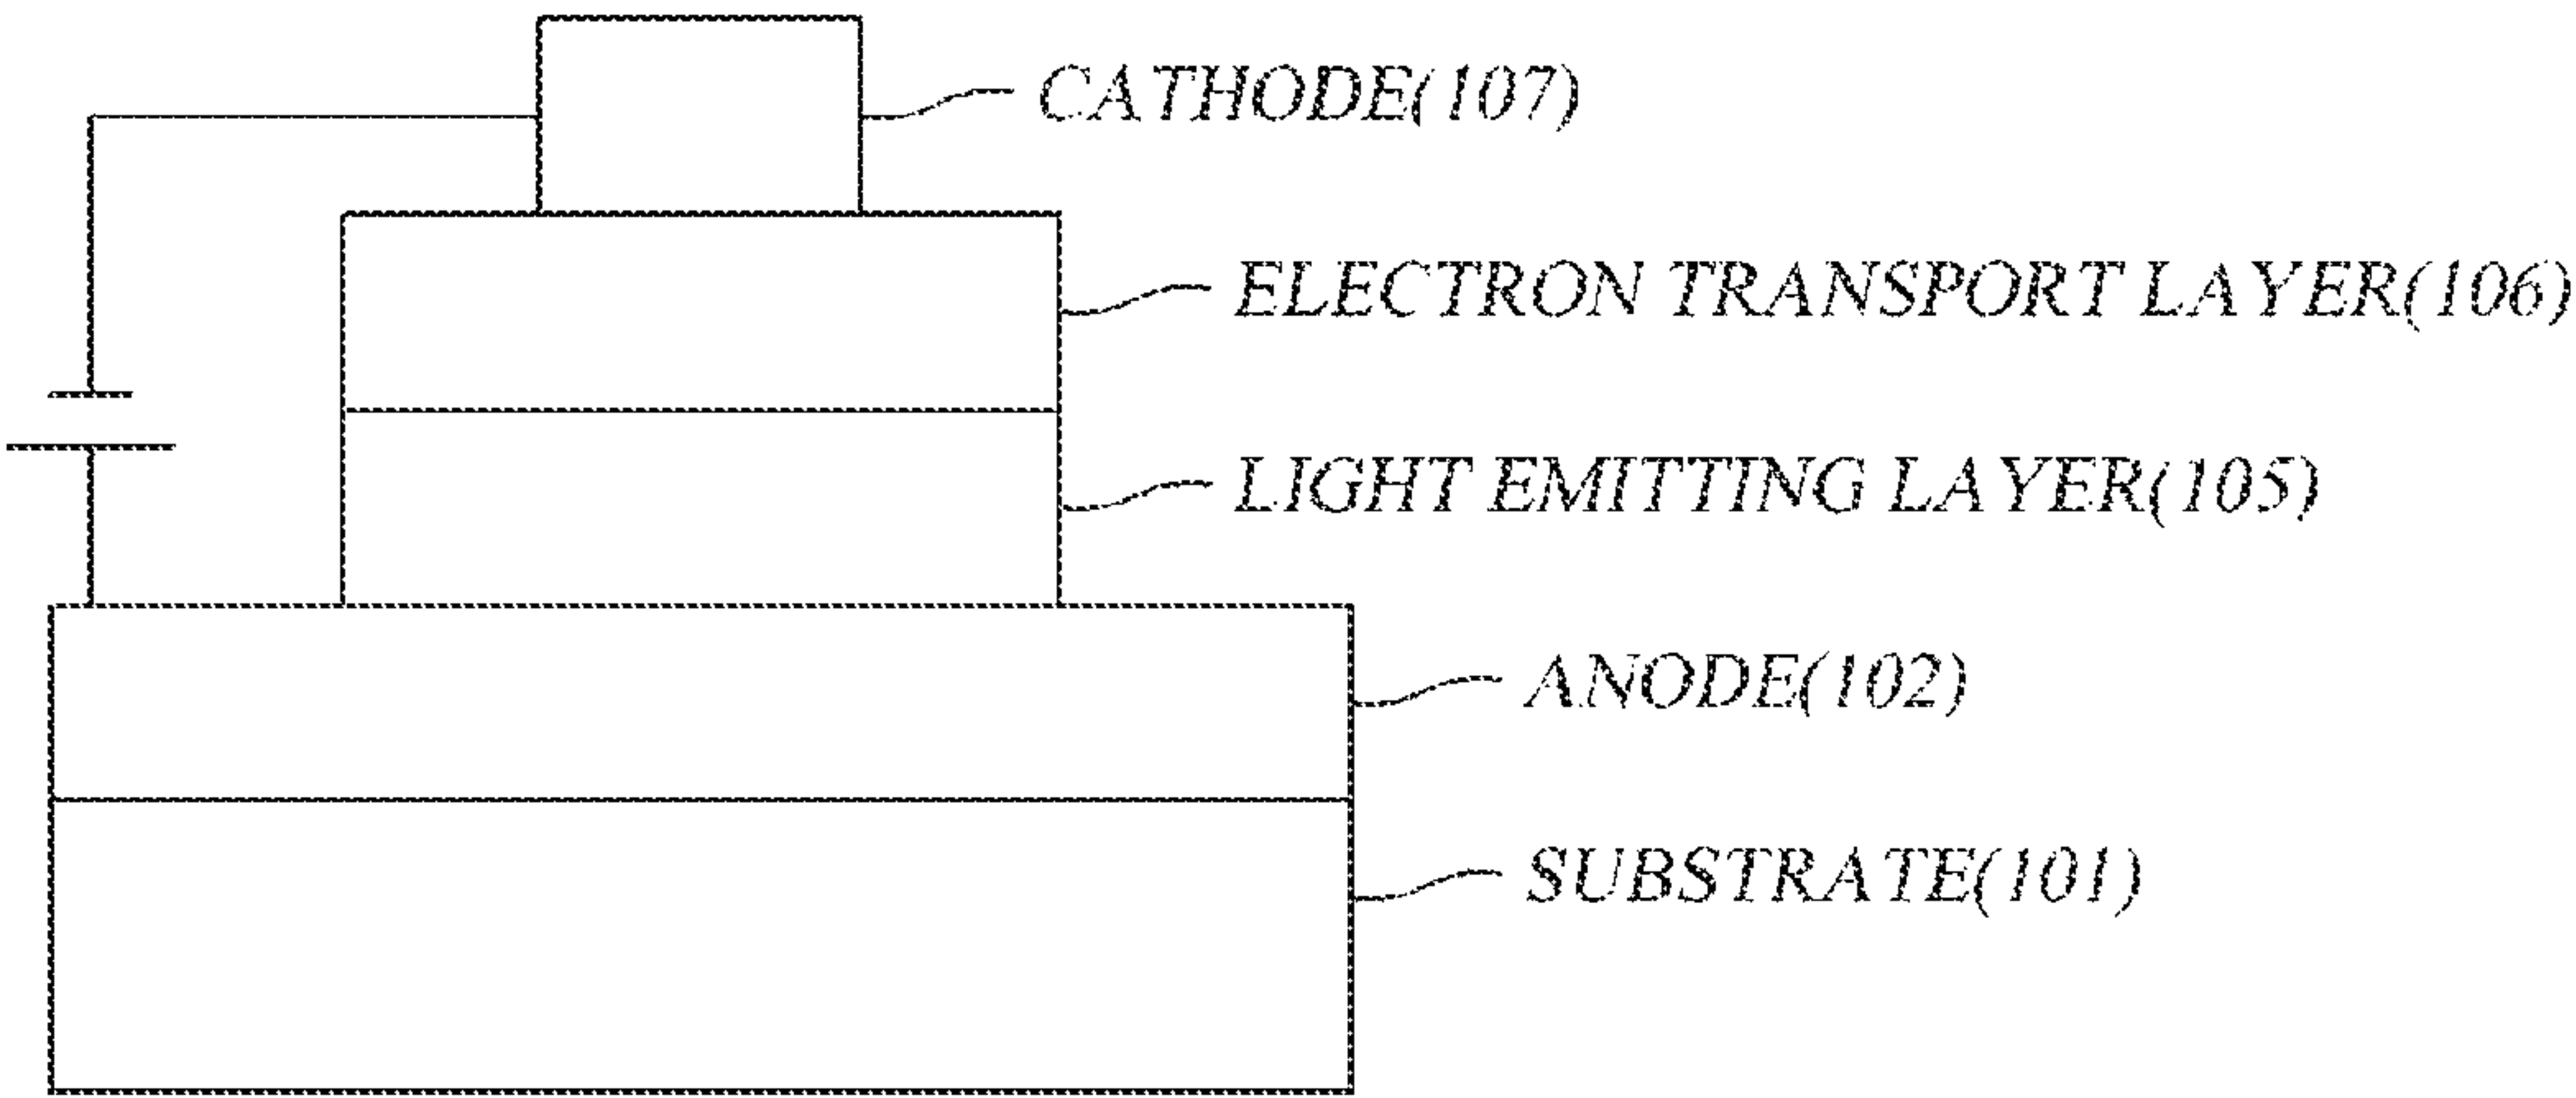 CATHODE(107)
ELECTRON TRANSPORT LAYER(106)
LIGHT EMITTING LAYER(105)
ANODE(102)
SUBSTRATE(101)